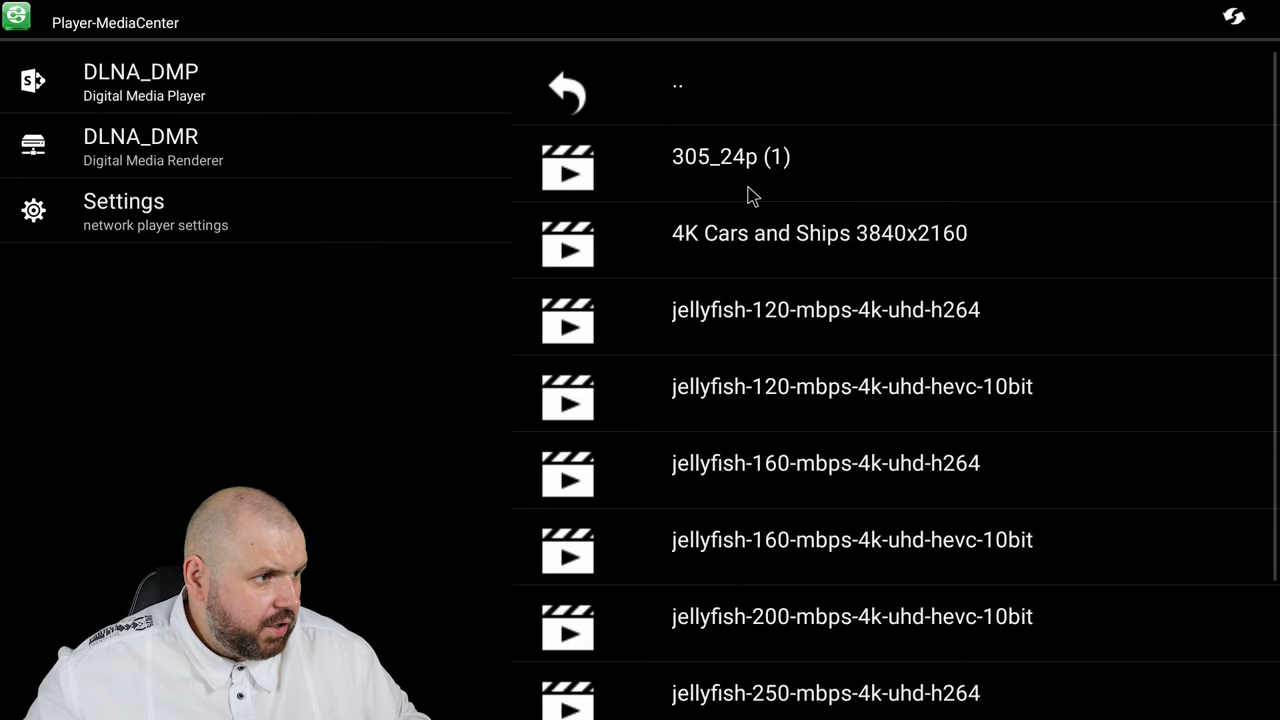 Player-MediaCenter
DLNA_DMP
Digital Media Player
DLNA_DMR
Digital Media Renderer
Settings
network player settings
..
305_24p (1)
4K Cars and Ships 3840x2160
jellyfish-120-mbps-4k-uhd-h264
jellyfish-120-mbps-4k-uhd-hevc-10bit
jellyfish-160-mbps-4k-uhd-h264
jellyfish-160-mbps-4k-uhd-hevc-10bit
jellyfish-200-mbps-4k-uhd-hevc-10bit
jellyfish-250-mbps-4k-uhd-h264